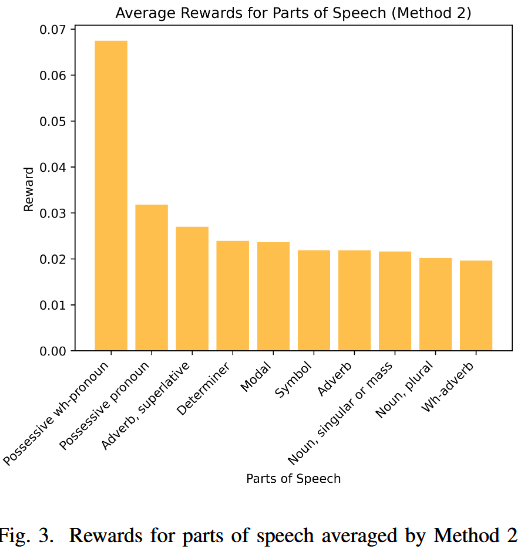 Average Rewards for Parts of Speech (Method 2)
0.07
0.06
0.05
0.04
0.03
0.02
0.01
0.00
Reward
Possessive wh-pronoun
Possessive pronoun
Adverb, superlative
Determiner
Modal
Symbol
Adverb
Noun, singular or mass
Noun, plural
Wh-adverb
Parts of Speech
Fig. 3. Rewards for parts of speech averaged by Method 2